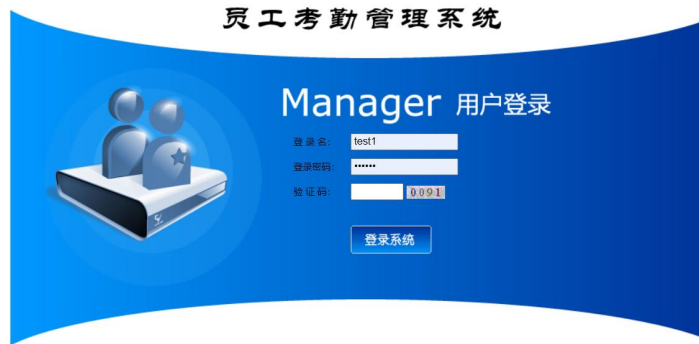 员工考勤管理系统
Manager 用户登录
登 录 名: test1
登录密码: ••••••
验 证 码: 0091
登录系统